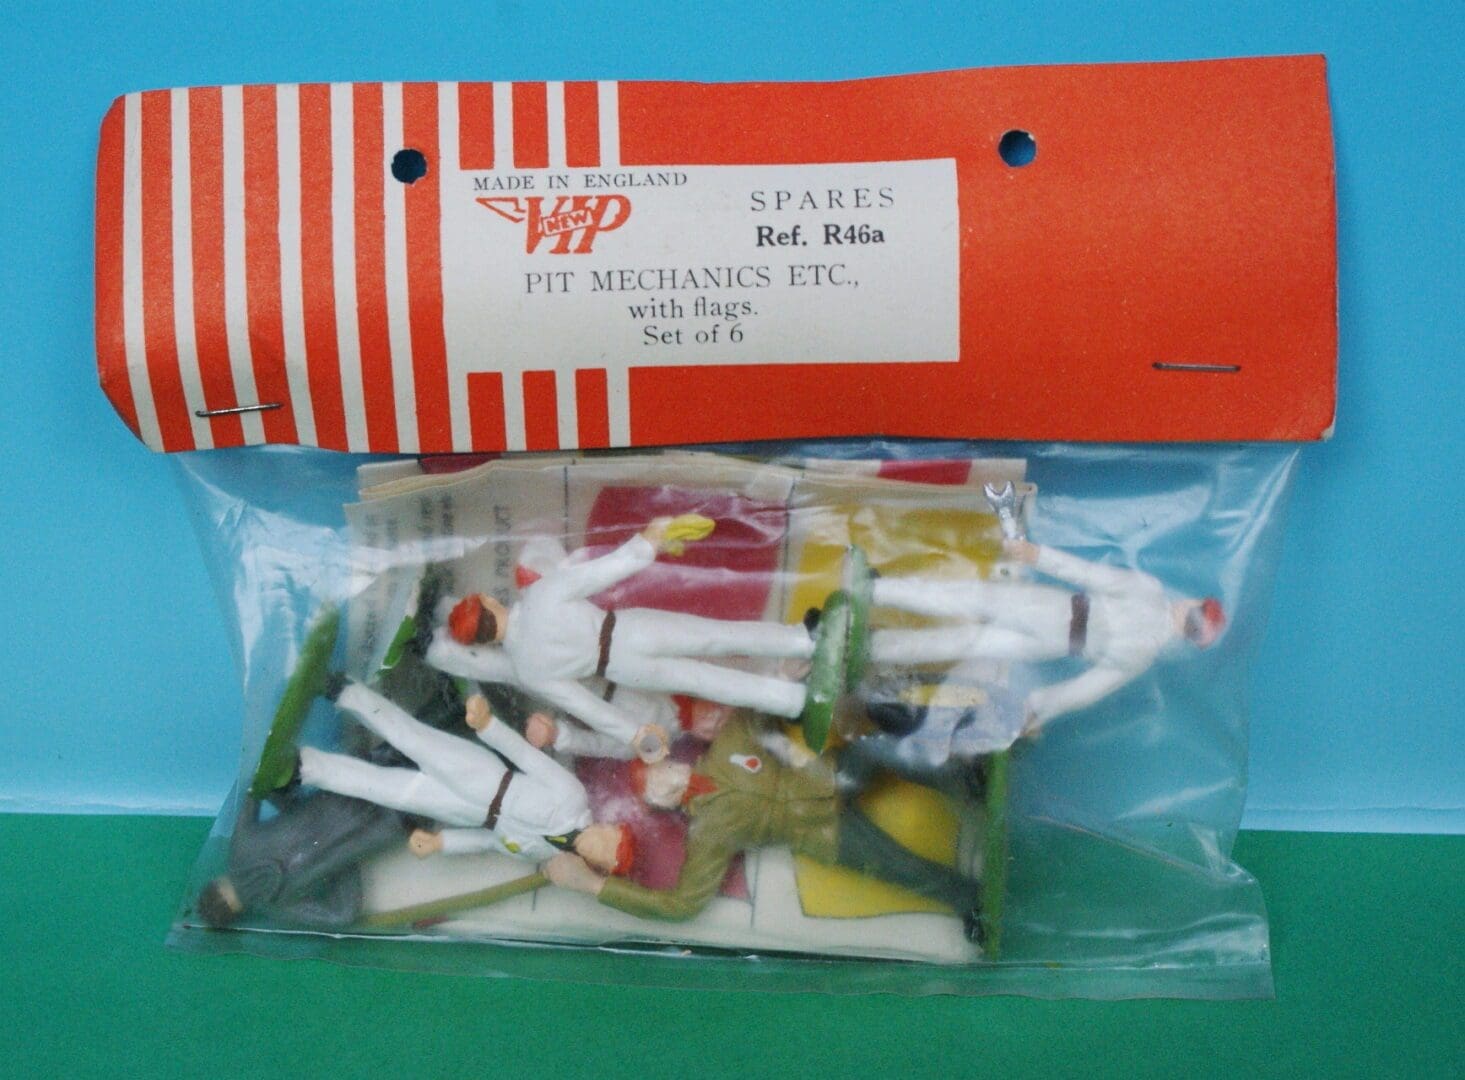 MADE IN ENGLAND
VIP
NEW
SPARES
Ref. R46a
PIT MECHANICS ETC.,
with flags.
Set of 6